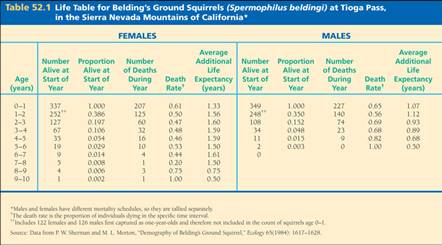 Table 52.1 Life Table for Belding's Ground Squirrels (Spermophilus beldingi) at Tioga Pass,
in the Sierra Nevada Mountains of California*
FEMALES MALES
Age (years) Number Alive at Start of Year Proportion Alive at Start of Year Number of Deaths During Year Death Rate† Average Additional Life Expectancy (years) Number Alive at Start of Year Proportion Alive at Start of Year Number of Deaths During Year Death Rate† Average Additional Life Expectancy (years)
0–1 337 1.000 207 0.61 1.33 349 1.000 227 0.65 1.07
1–2 252†† 0.386 125 0.50 1.56 248†† 0.350 140 0.56 1.12
2–3 127 0.197 60 0.47 1.60 108 0.152 74 0.69 0.93
3–4 67 0.106 32 0.48 1.59 34 0.048 23 0.68 0.89
4–5 35 0.054 16 0.46 1.59 11 0.015 9 0.82 0.68
5–6 19 0.029 10 0.53 1.50 2 0.003 0 1.00 0.50
6–7 9 0.014 4 0.44 1.61 0
7–8 5 0.008 1 0.20 1.50
8–9 4 0.006 3 0.75 0.75
9–10 1 0.002 1 1.00 0.50
*Males and females have different mortality schedules, so they are tallied separately.
†The death rate is the proportion of individuals dying in the specific time interval.
††Includes 122 females and 126 males first captured as one-year-olds and therefore not included in the count of squirrels age 0–1.
Source: Data from P. W. Sherman and M. L. Morton, "Demography of Belding's Ground Squirrel," Ecology 65(1984): 1617–1628.